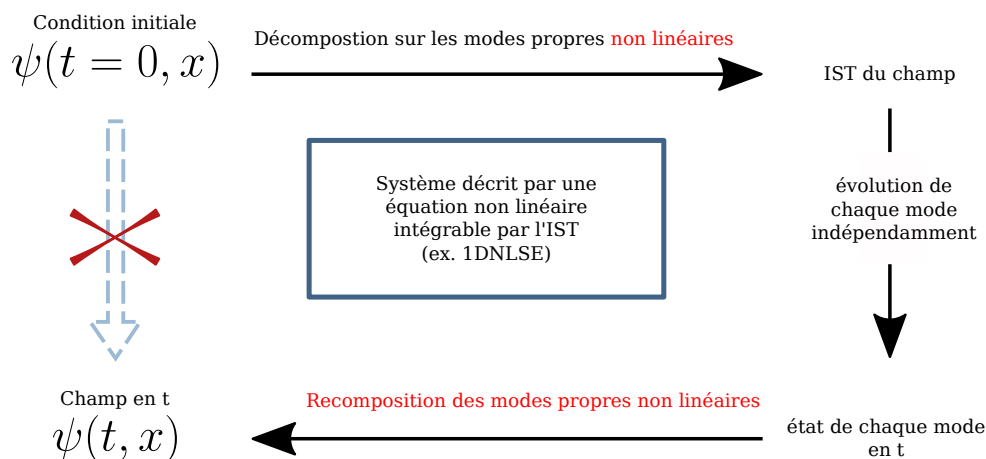 Condition initiale
ψ(t = 0, x)
Décompostion sur les modes propres non linéaires
IST du champ
Système décrit par une
équation non linéaire
intégrable par l'IST
(ex. 1DNLSE)
évolution de
chaque mode
indépendamment
Champ en t
ψ(t, x)
Recomposition des modes propres non linéaires
état de chaque mode
en t